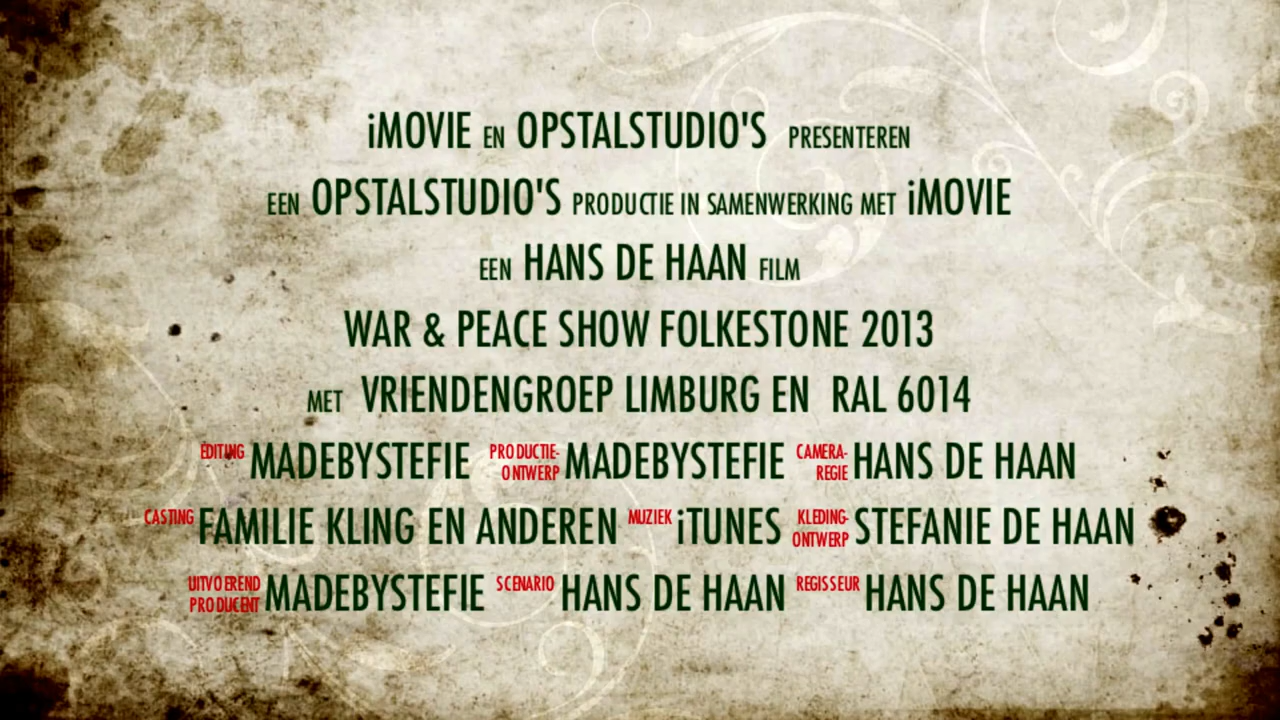 iMOVIE EN OPSTALSTUDIO'S PRESENTEREN
EEN OPSTALSTUDIO'S PRODUCTIE IN SAMENWERKING MET iMOVIE
EEN HANS DE HAAN FILM
WAR & PEACE SHOW FOLKESTONE 2013
MET VRIENDENGROEP LIMBURG EN RAL 6014
EDITING MADEBYSTEFIE PRODUCTIE-ONTWERP MADEBYSTEFIE CAMERA-REGIE HANS DE HAAN
CASTING FAMILIE KLING EN ANDEREN MUZIEK iTUNES KLEDING-ONTWERP STEFANIE DE HAAN
UITVOEREND PRODUCENT MADEBYSTEFIE SCENARIO HANS DE HAAN REGISSEUR HANS DE HAAN